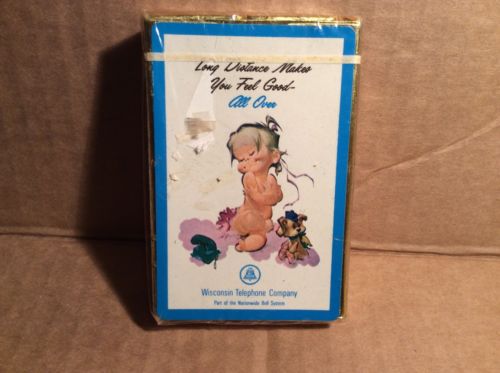 Long Distance Makes
You Feel Good-
All Over
Wisconsin Telephone Company
Part of the Nationwide Bell System